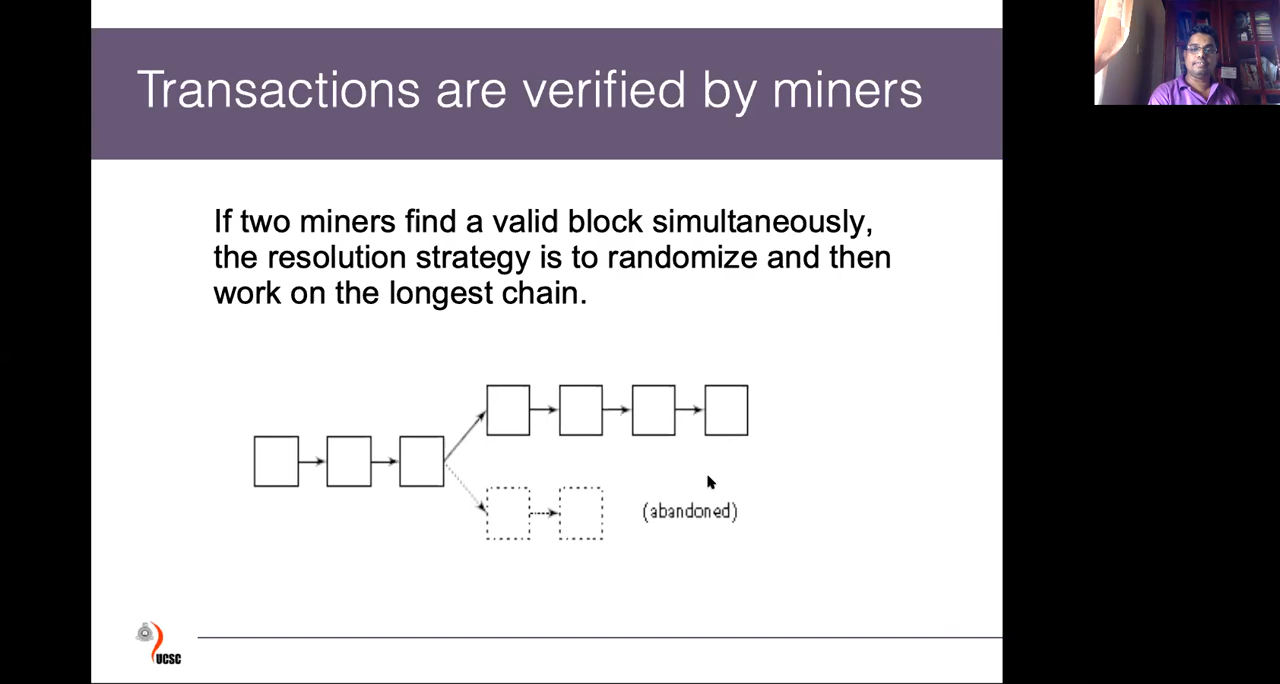 Transactions are verified by miners
If two miners find a valid block simultaneously,
the resolution strategy is to randomize and then
work on the longest chain.
(abandoned)
UCSC